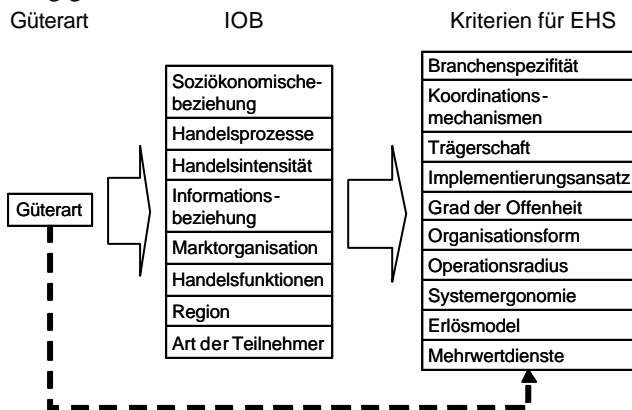 Güterart
IOB
Kriterien für EHS
Güterart
Soziökonomische-
beziehung
Handelsprozesse
Handelsintensität
Informations-
beziehung
Marktorganisation
Handelsfunktionen
Region
Art der Teilnehmer
Branchenspezifität
Koordinations-
mechanismen
Trägerschaft
Implementierungsansatz
Grad der Offenheit
Organisationsform
Operationsradius
Systemergonomie
Erlösmodel
Mehrwertdienste